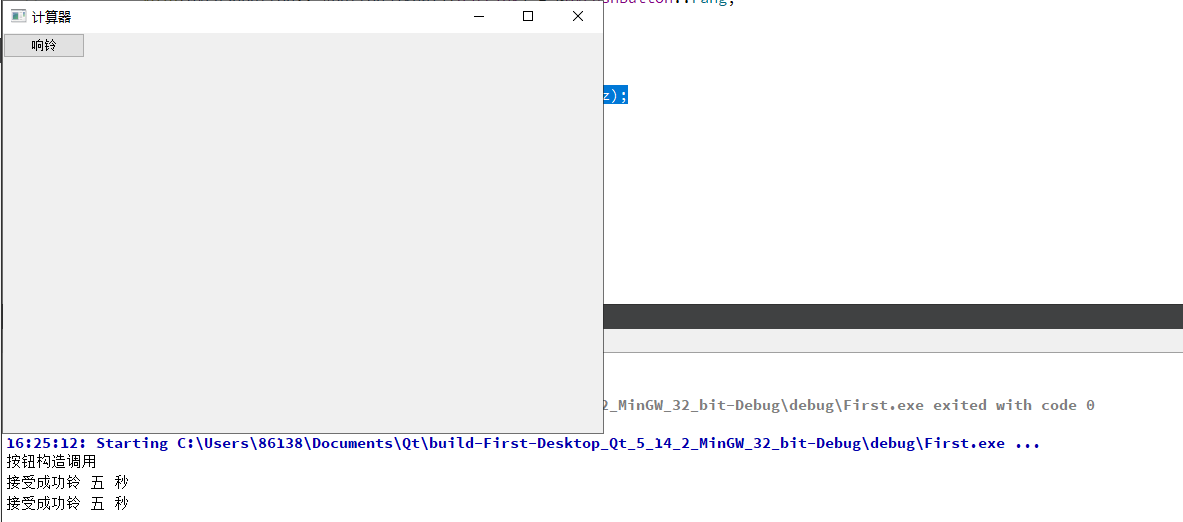 计算器
响铃
z);
2_MinGW_32_bit-Debug\debug\First.exe exited with code 0
16:25:12: Starting C:\Users\86138\Documents\Qt\build-First-Desktop_Qt_5_14_2_MinGW_32_bit-Debug\debug\First.exe ...
按钮构造调用
接受成功铃 五 秒
接受成功铃 五 秒